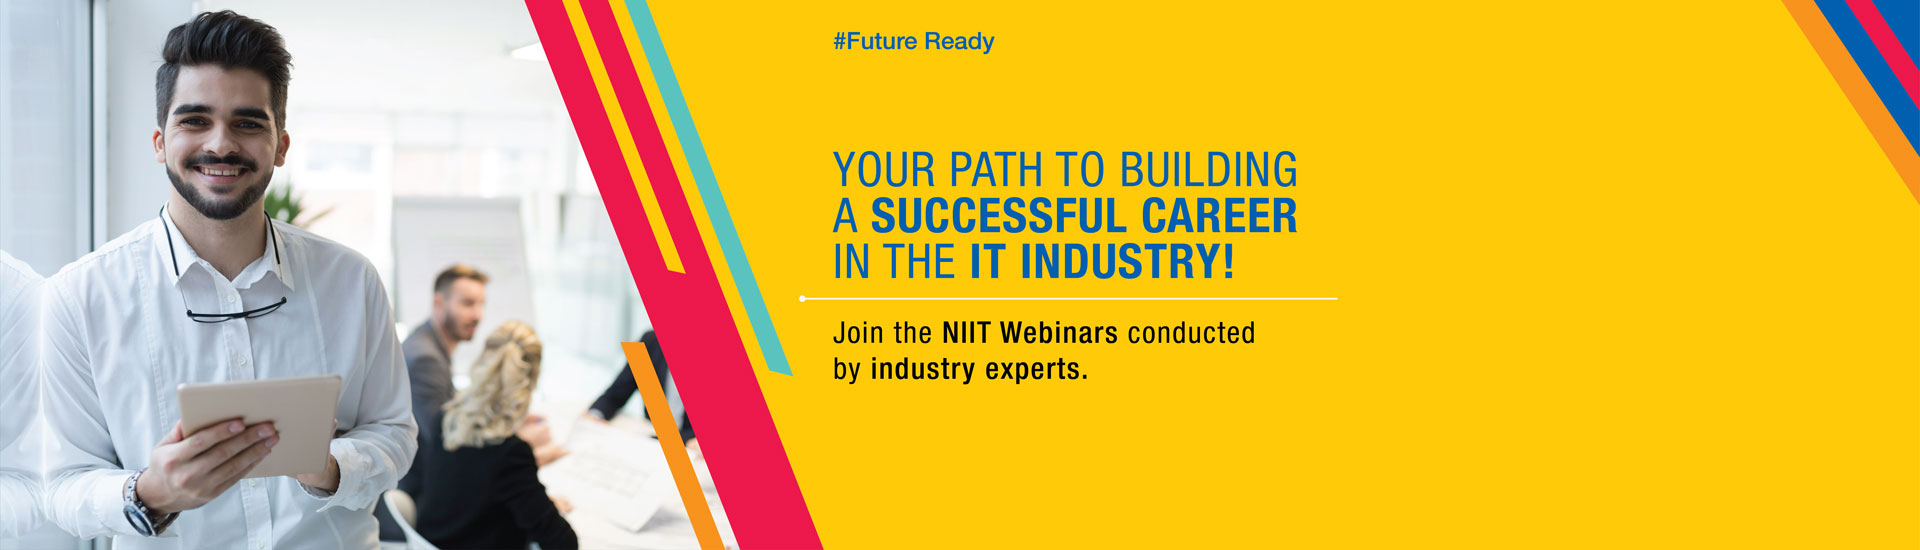 #Future Ready
YOUR PATH TO BUILDING
A SUCCESSFUL CAREER
IN THE IT INDUSTRY!
Join the NIIT Webinars conducted
by industry experts.